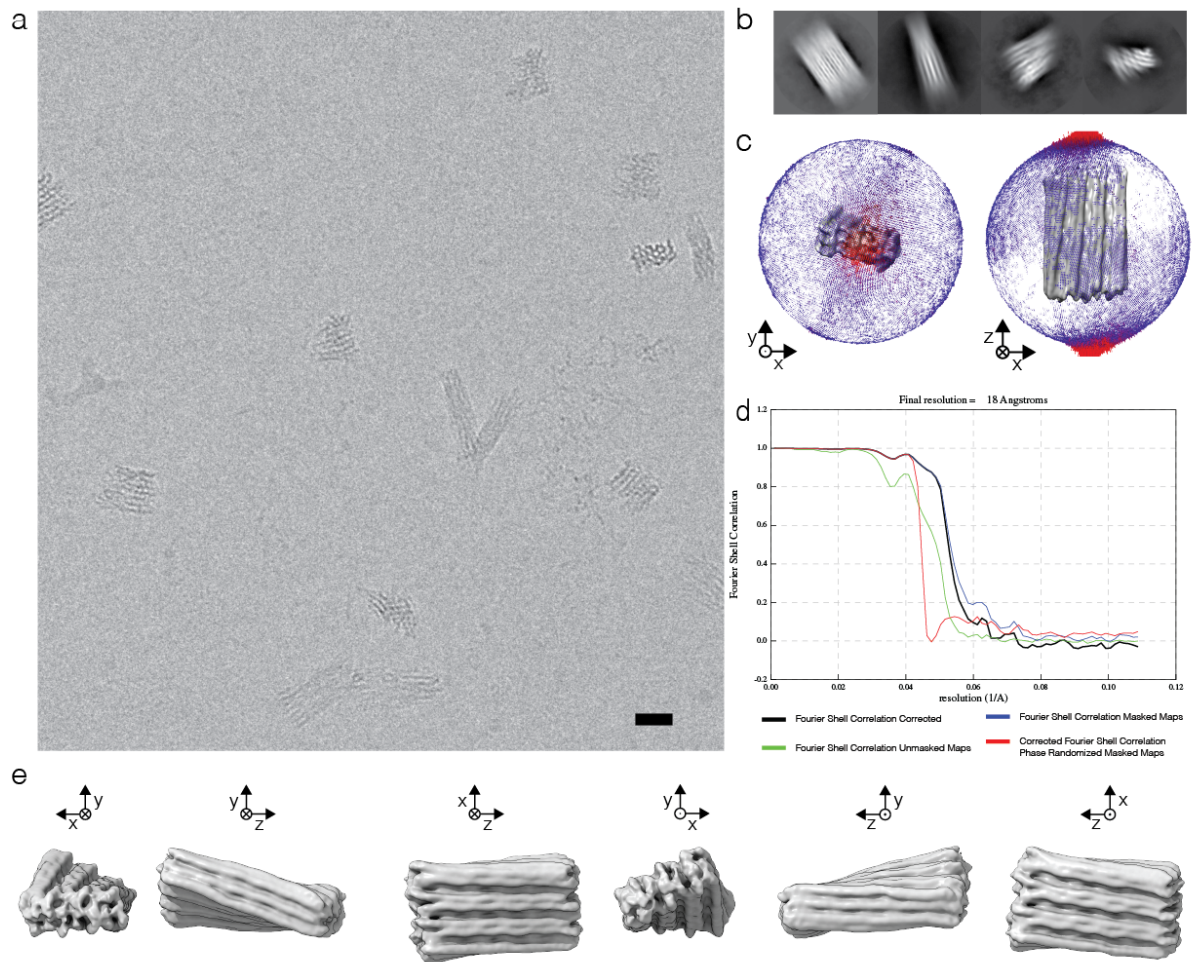 a
b
c
y
x
z
x
d
Final resolution = 18 Angstroms
1.2
1.0
0.8
0.6
0.4
0.2
0.0
-0.2
Fourier Shell Correlation
0.00
0.02
0.04
0.06
0.08
0.10
0.12
resolution (1/A)
Fourier Shell Correlation Corrected
Fourier Shell Correlation Masked Maps
Fourier Shell Correlation Unmasked Maps
Corrected Fourier Shell Correlation
Phase Randomized Masked Maps
e
y
x
y
z
x
z
y
x
y
z
x
z